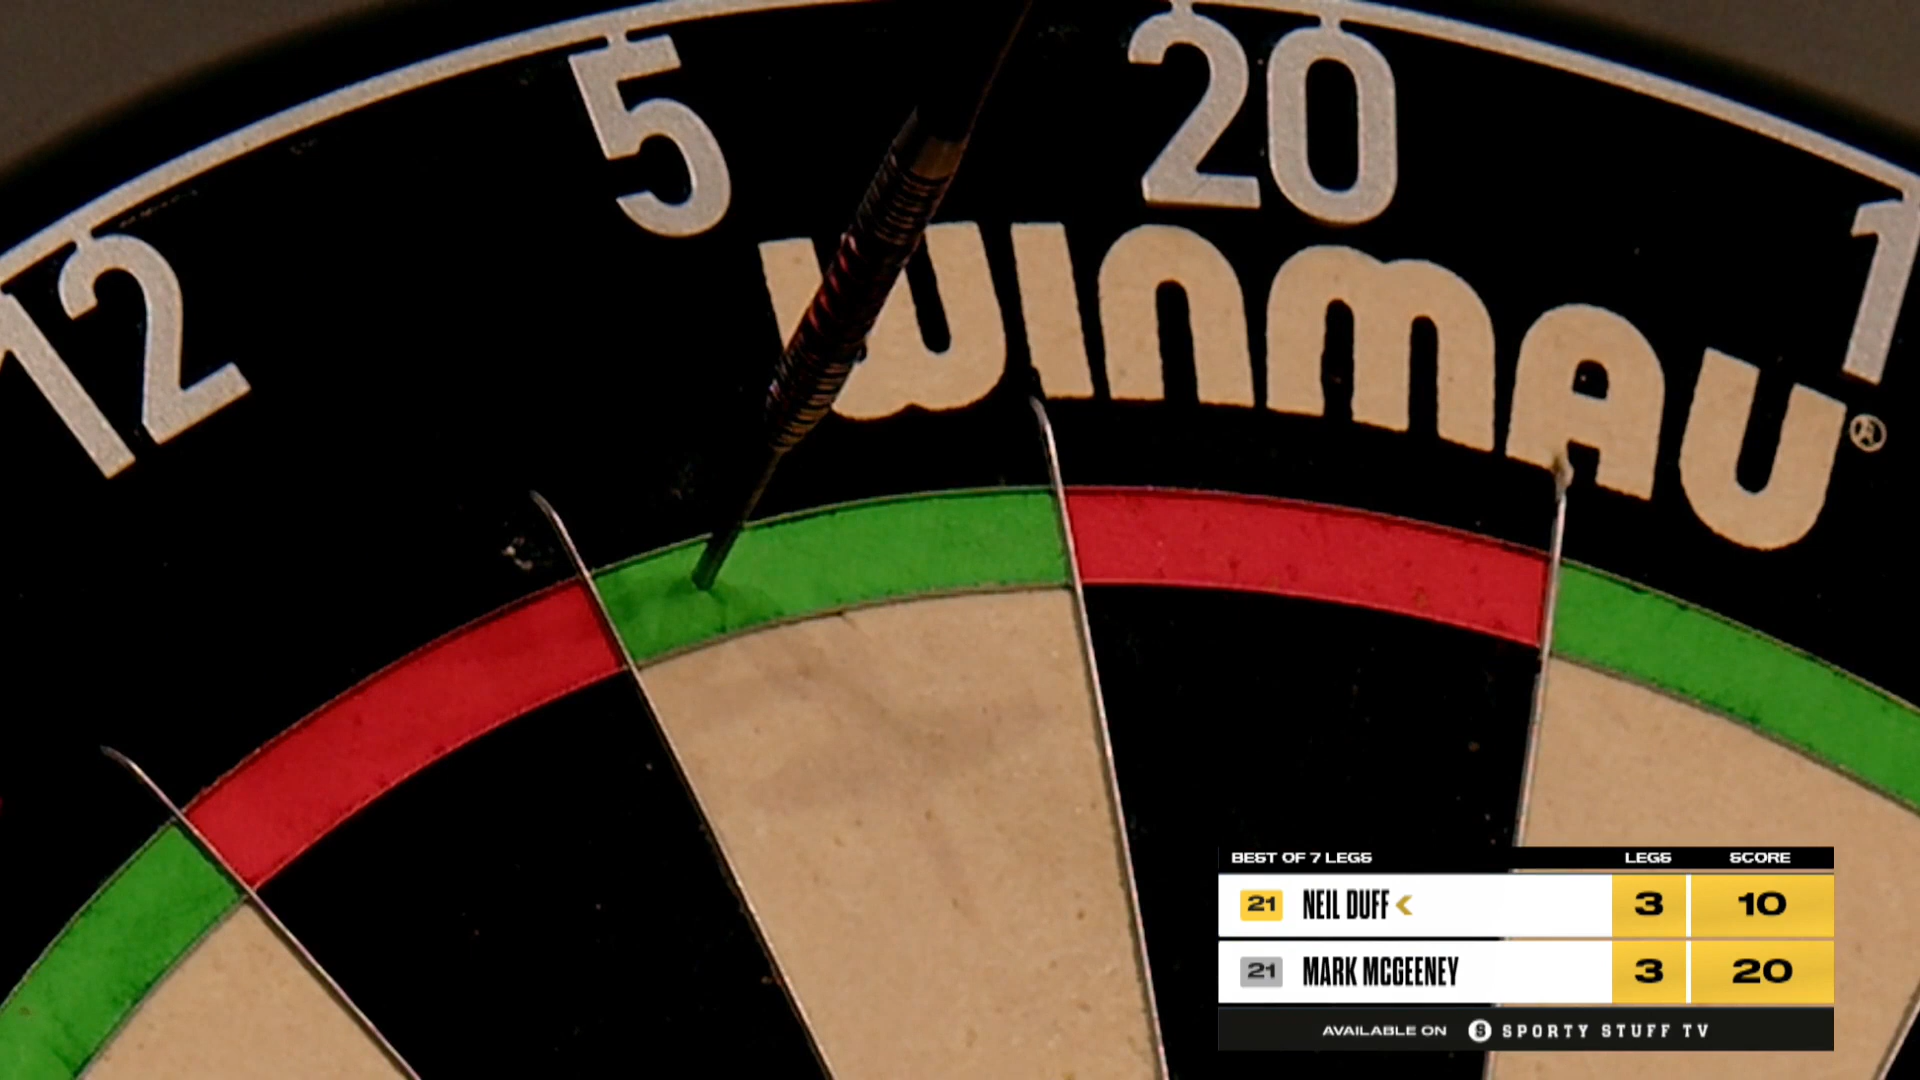 12
5
20
1
WINMAU®
BEST OF 7 LEGS LEGS SCORE
21 NEIL DUFF 3 10
21 MARK MCGEENEY 3 20
AVAILABLE ON S SPORTY STUFF TV